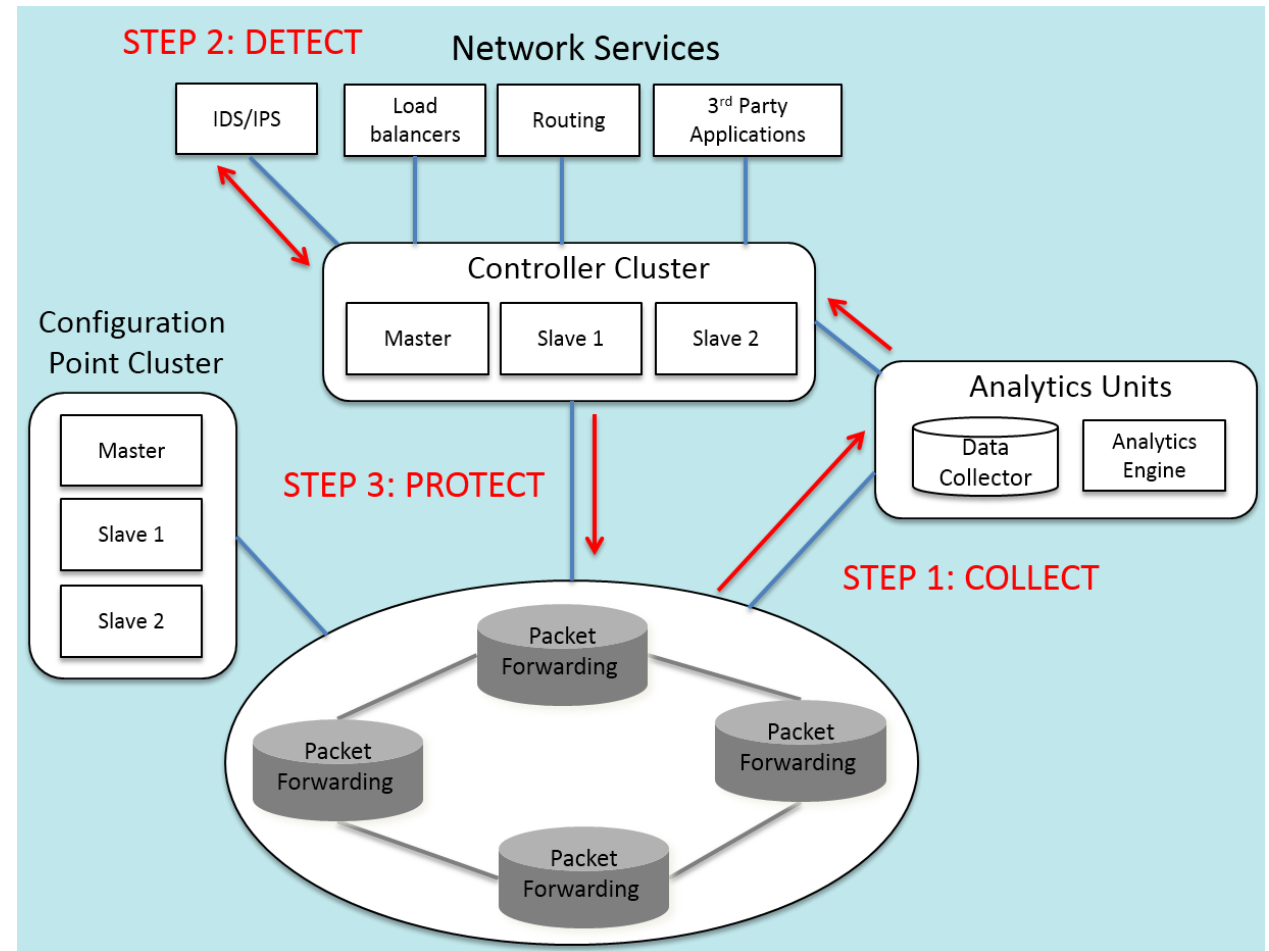 STEP 2: DETECT
Network Services
IDS/IPS
Load
balancers
Routing
3rd Party
Applications
Controller Cluster
Master
Slave 1
Slave 2
Configuration
Point Cluster
Master
Slave 1
Slave 2
Analytics Units
Data
Collector
Analytics
Engine
STEP 3: PROTECT
STEP 1: COLLECT
Packet
Forwarding
Packet
Forwarding
Packet
Forwarding
Packet
Forwarding